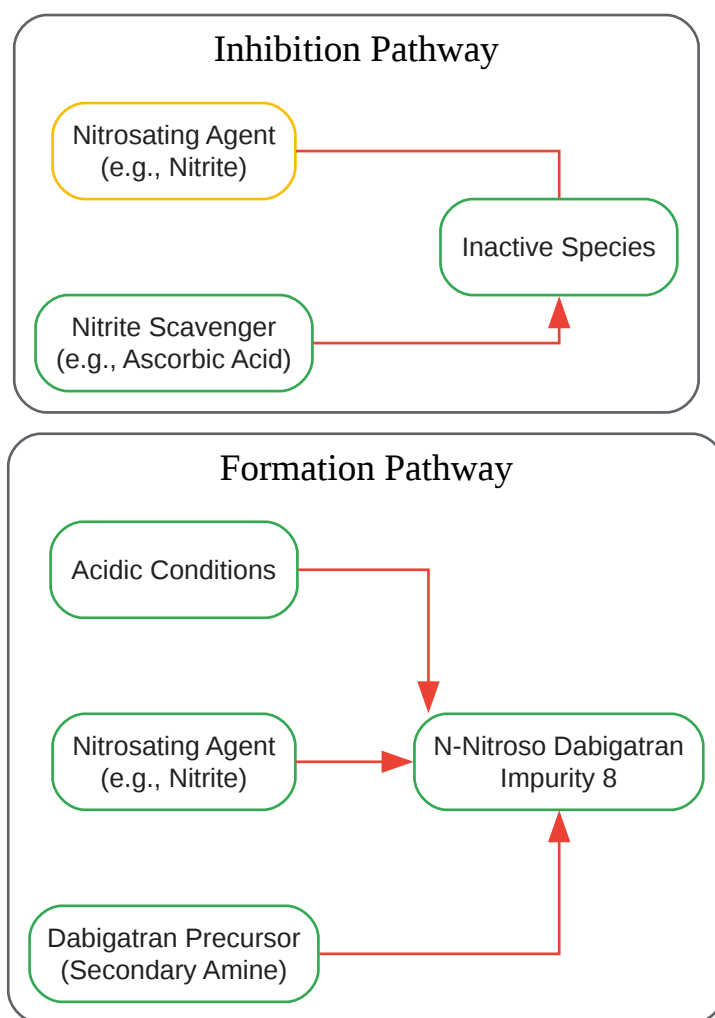 Inhibition Pathway
Nitrosating Agent
(e.g., Nitrite)
Inactive Species
Nitrite Scavenger
(e.g., Ascorbic Acid)
Formation Pathway
Acidic Conditions
Nitrosating Agent
(e.g., Nitrite)
N-Nitroso Dabigatran
Impurity 8
Dabigatran Precursor
(Secondary Amine)